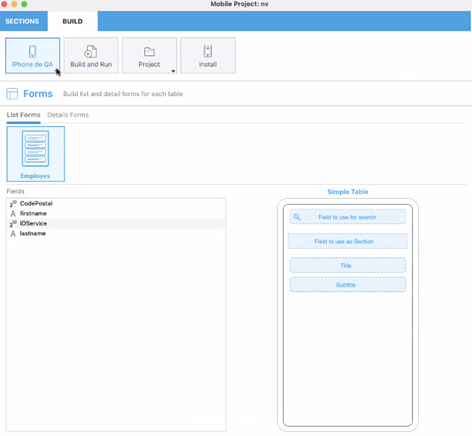 Mobile Project: nv
SECTIONS BUILD
iPhone de QA Build and Run Project Install
Forms Build list and detail forms for each table
List Forms Details Forms
Employes
Fields
CodePostal
firstname
IDService
lastname
Simple Table
Field to use for search
Field to use as Section
Title
Subtitle